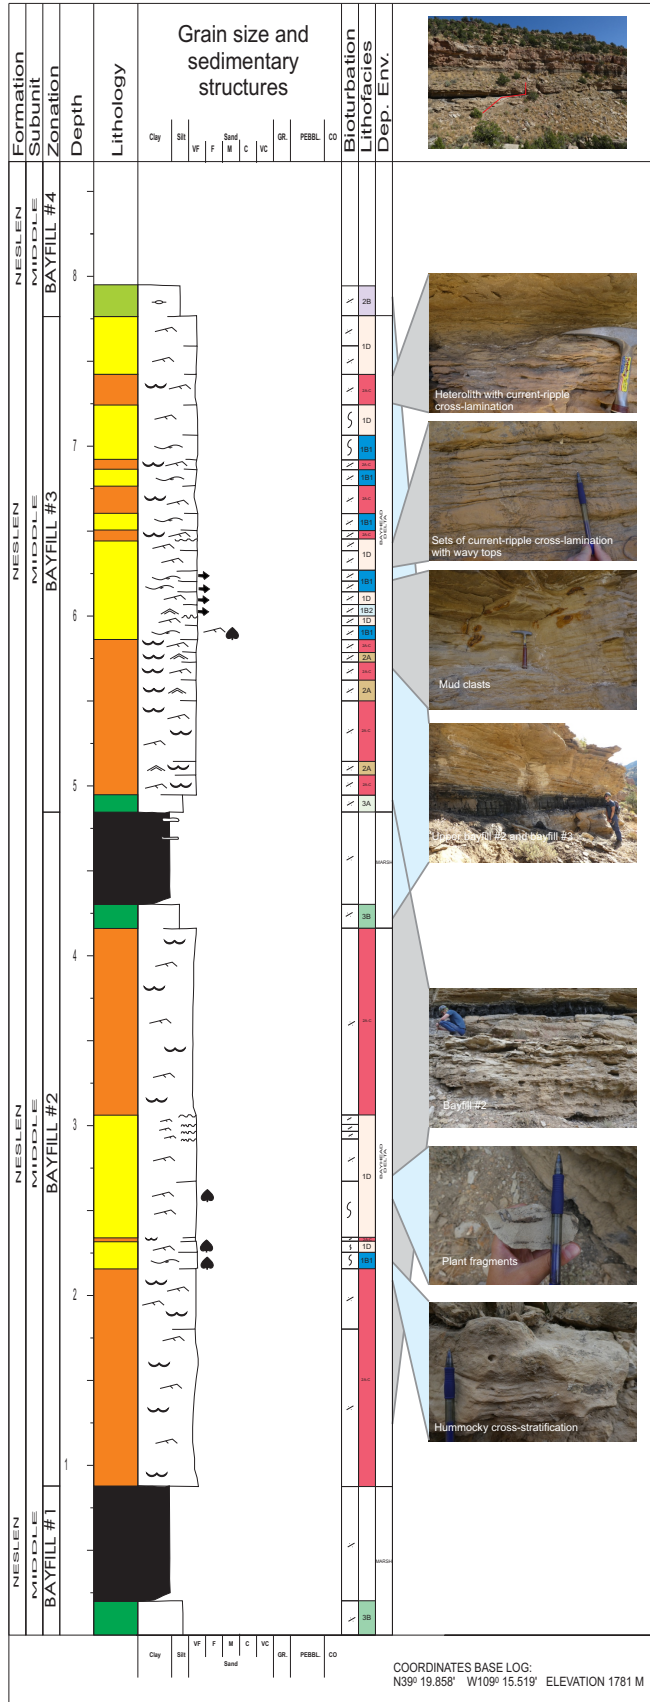 Formation
Subunit
Zonation
Depth
Lithology
Grain size and
sedimentary
structures
Clay Silt Sand GR. PEBBL. CO
VF F M C VC
Bioturbation
Lithofacies
Dep. Env.
NESLEN
MIDDLE
BAYFILL #4
8
2B
1D
Heterolith with current-ripple
cross-lamination
1D
7
1B1
1B1
NESLEN
MIDDLE
BAYFILL #3
BAYHEAD
DELTA
1B1
1D
Sets of current-ripple cross-lamination
with wavy tops
1B1
1D
6
1B2
1D
1B1
2A
Mud clasts
2A
2A
5
3A
Upper bayfill #2 and bayfill #3
MARSH
3B
4
NESLEN
MIDDLE
BAYFILL #2
3
BAYHEAD
DELTA
1D
Bayfill #2
1D
1B1
Plant fragments
2
Hummocky cross-stratification
1
NESLEN
MIDDLE
BAYFILL #1
MARSH
3B
VF F M C VC
Clay Silt Sand GR. PEBBL. CO
COORDINATES BASE LOG:
N39⁰ 19.858' W109⁰ 15.519' ELEVATION 1781 M